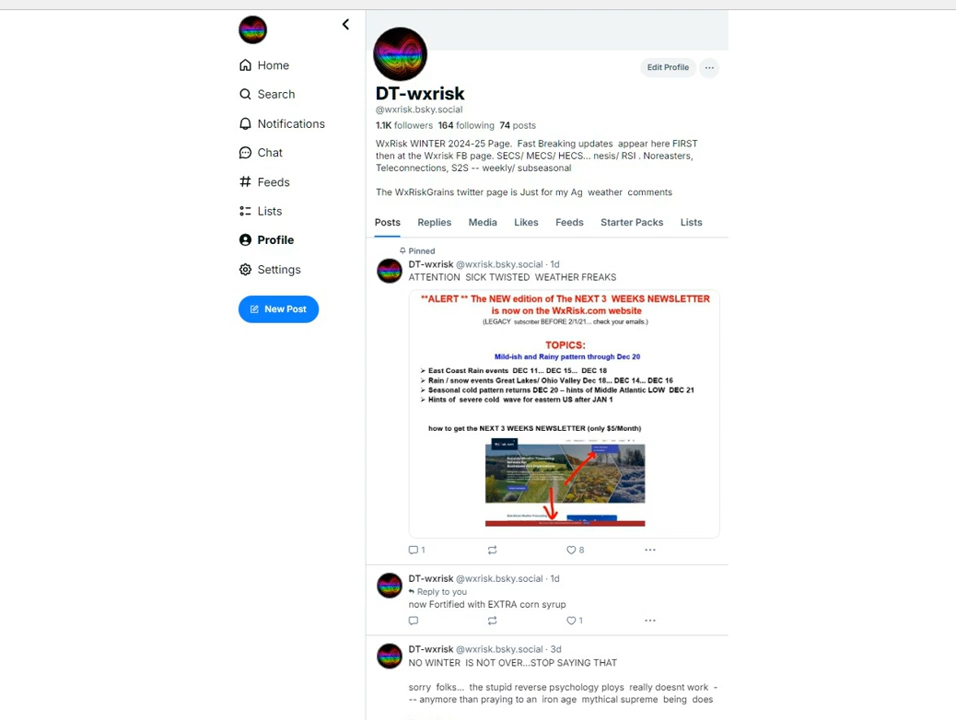 Home
Search
Notifications
Chat
Feeds
Lists
Profile
Settings
New Post
Edit Profile
DT-wxrisk
@wxrisk.bsky.social
1.1K followers 164 following 74 posts
WxRisk WINTER 2024-25 Page. Fast Breaking updates appear here FIRST
then at the Wxrisk FB page. SECS/ MECS/ HECS... nesis/ RSI . Noreasters,
Teleconnections, S2S -- weekly/ subseasonal
The WxRiskGrains twitter page is Just for my Ag weather comments
Posts Replies Media Likes Feeds Starter Packs Lists
Pinned
DT-wxrisk @wxrisk.bsky.social · 1d
ATTENTION SICK TWISTED WEATHER FREAKS
**ALERT ** The NEW edition of The NEXT 3 WEEKS NEWSLETTER
is now on the WxRisk.com website
(LEGACY subscriber BEFORE 2/1/21... check your emails.)
TOPICS:
Mild-ish and Rainy pattern through Dec 20
➢ East Coast Rain events DEC 11... DEC 15... DEC 18
➢ Rain / snow events Great Lakes/ Ohio Valley Dec 18... DEC 14... DEC 16
➢ Seasonal cold pattern returns DEC 20 – hints of Middle Atlantic LOW DEC 21
➢ Hints of severe cold wave for eastern US after JAN 1
how to get the NEXT 3 WEEKS NEWSLETTER (only $5/Month)
1 8
DT-wxrisk @wxrisk.bsky.social · 1d
Reply to you
now Fortified with EXTRA corn syrup
1
DT-wxrisk @wxrisk.bsky.social · 3d
NO WINTER IS NOT OVER...STOP SAYING THAT
sorry folks... the stupid reverse psychology ploys really doesnt work -
-- anymore than praying to an iron age mythical supreme being does